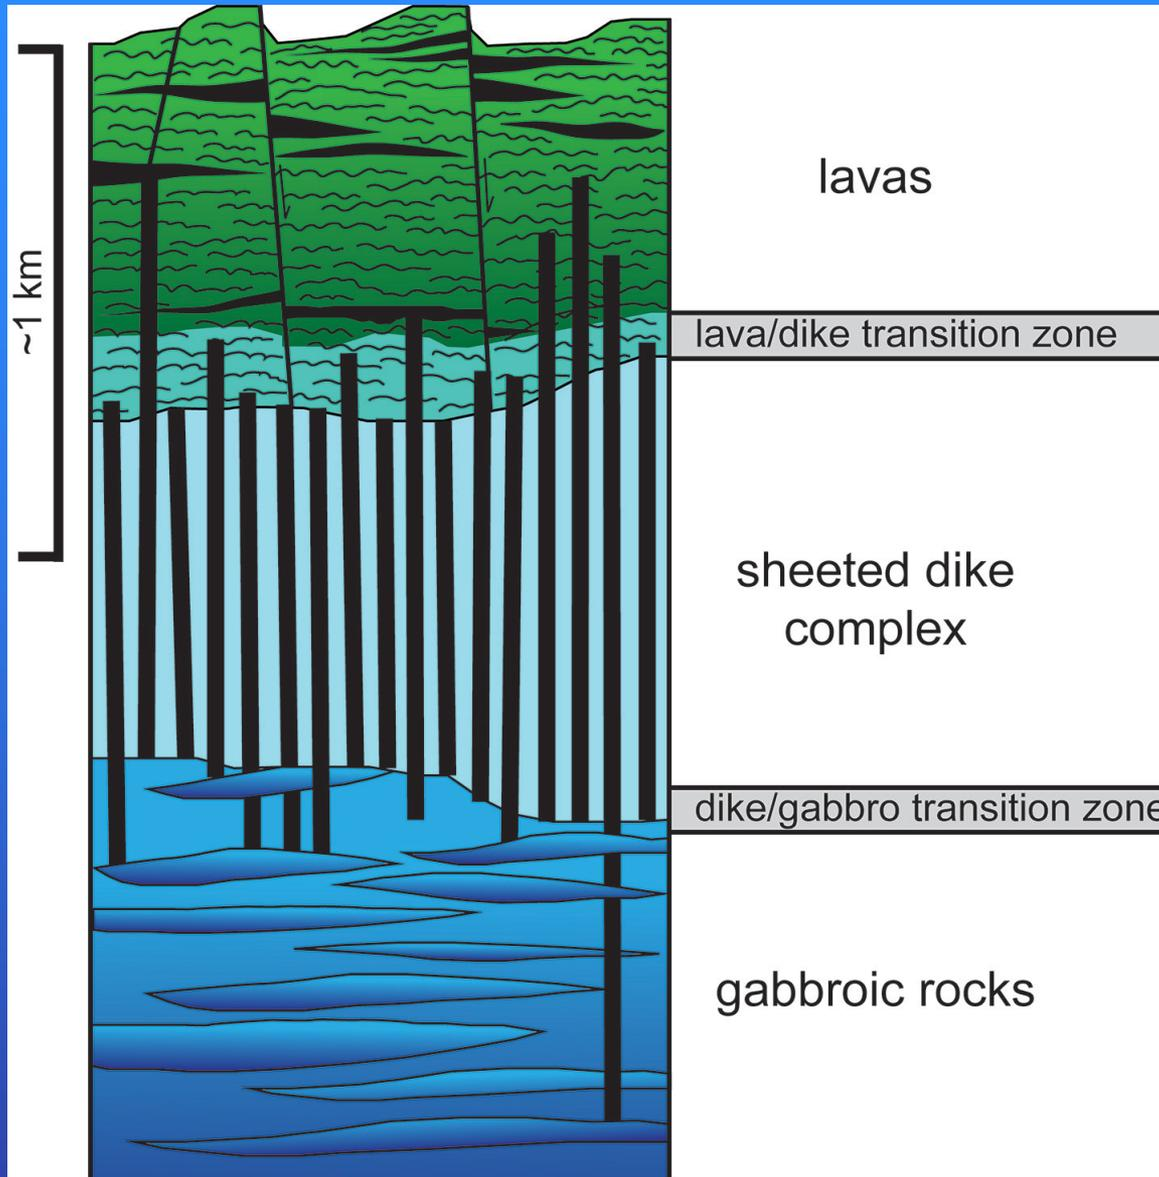 ~1 km
lavas
lava/dike transition zone
sheeted dike
complex
dike/gabbro transition zone
gabbroic rocks